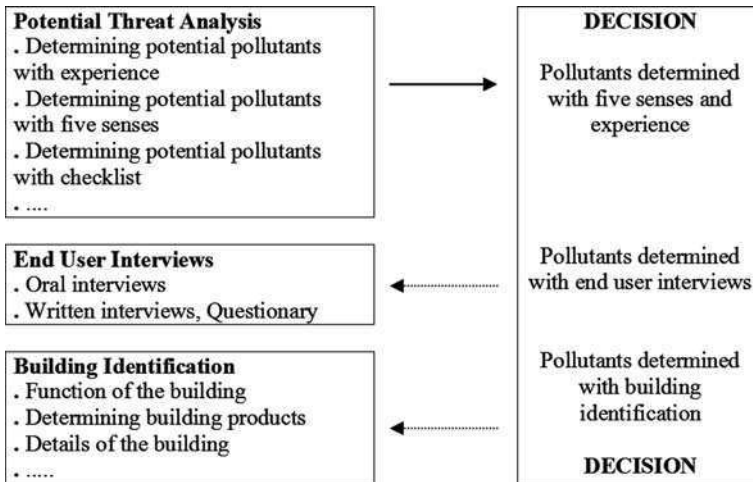 Potential Threat Analysis
. Determining potential pollutants
with experience
. Determining potential pollutants
with five senses
. Determining potential pollutants
with checklist
. ....
End User Interviews
. Oral interviews
. Written interviews, Questionary
Building Identification
. Function of the building
. Determining building products
. Details of the building
. .....
DECISION
Pollutants determined
with five senses and
experience
Pollutants determined
with end user interviews
Pollutants determined
with building
identification
DECISION